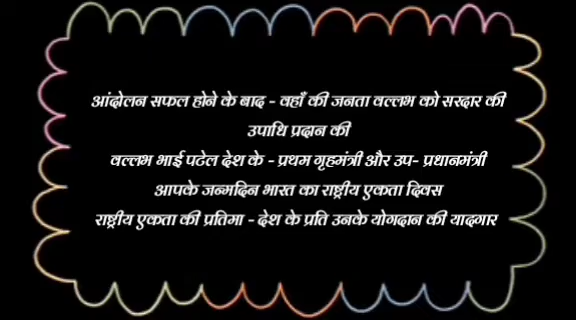 आंदोलन सफल होने के बाद - वहाँ की जनता वल्लभ को सरदार की
उपाधि प्रदान की
वल्लभ भाई पटेल देश के - प्रथम गृहमंत्री और उप- प्रधानमंत्री
आपके जन्मदिन भारत का राष्ट्रीय एकता दिवस
राष्ट्रीय एकता की प्रतिमा - देश के प्रति उनके योगदान की यादगार